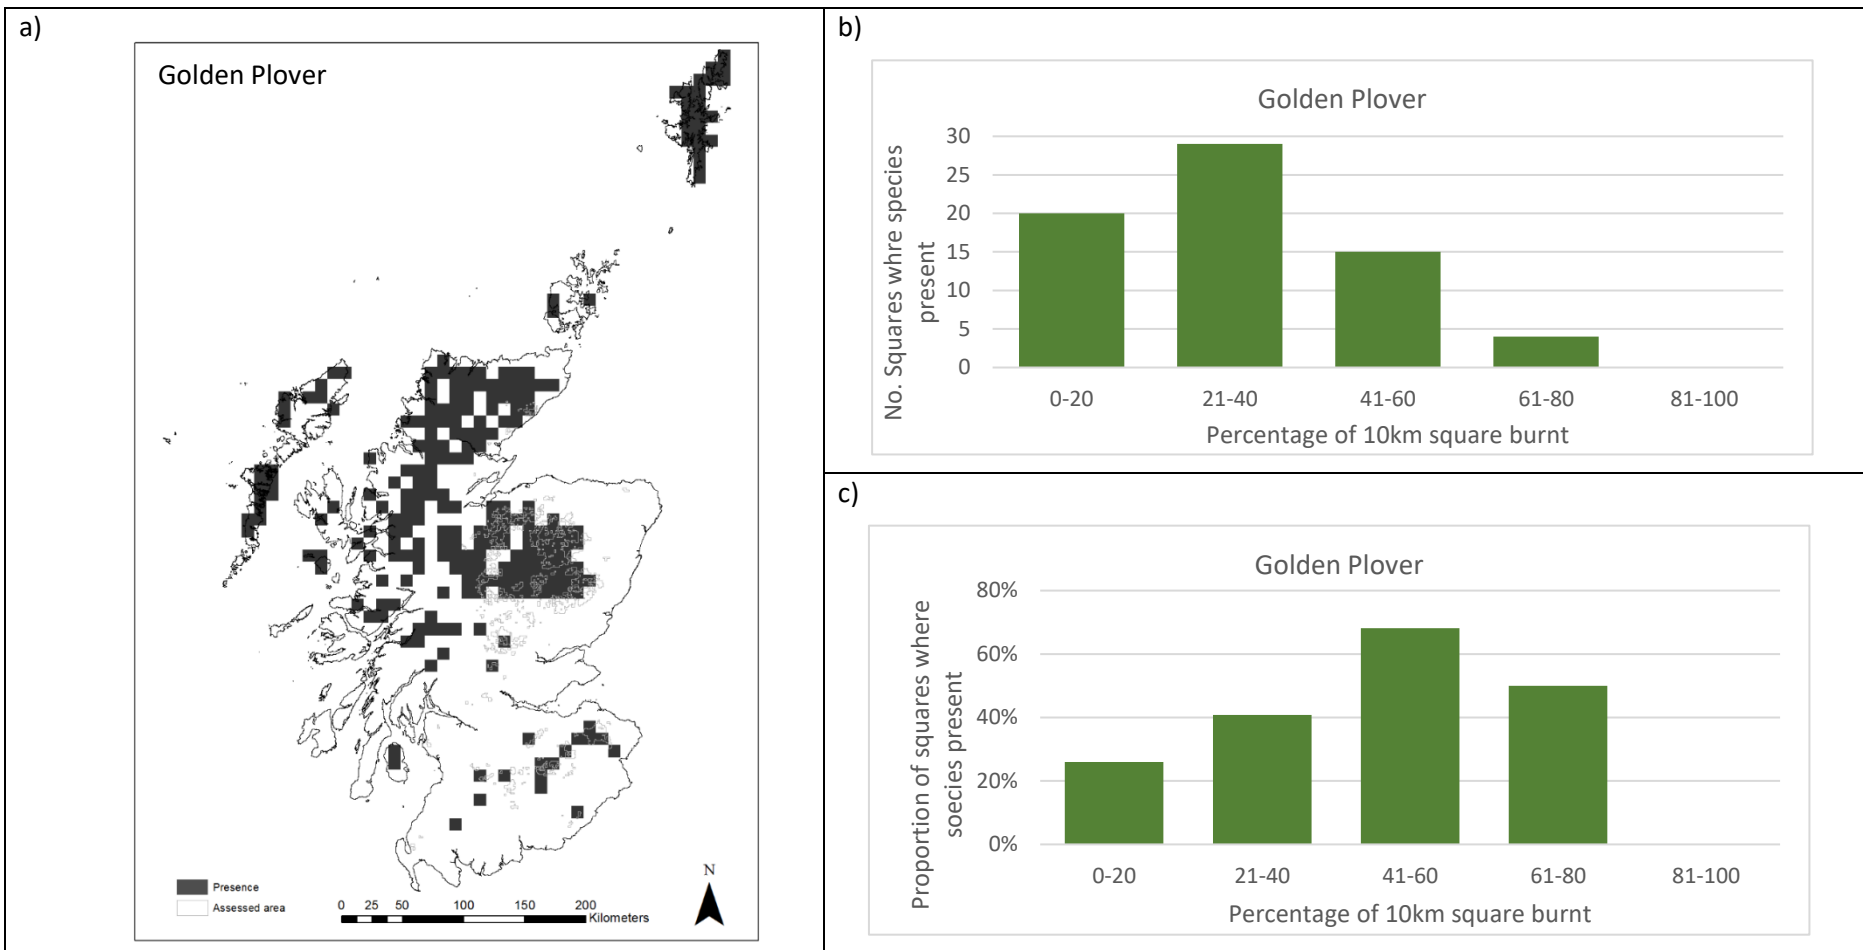 a)
Golden Plover
N
Presence
Assessed area
0 25 50 100 150 200
Kilometers
b)
Golden Plover
No. Squares whre species
present
30
25
20
15
10
5
0
0-20 21-40 41-60 61-80 81-100
Percentage of 10km square burnt
c)
Golden Plover
Proportion of squares where
soecies present
80%
60%
40%
20%
0%
0-20 21-40 41-60 61-80 81-100
Percentage of 10km square burnt